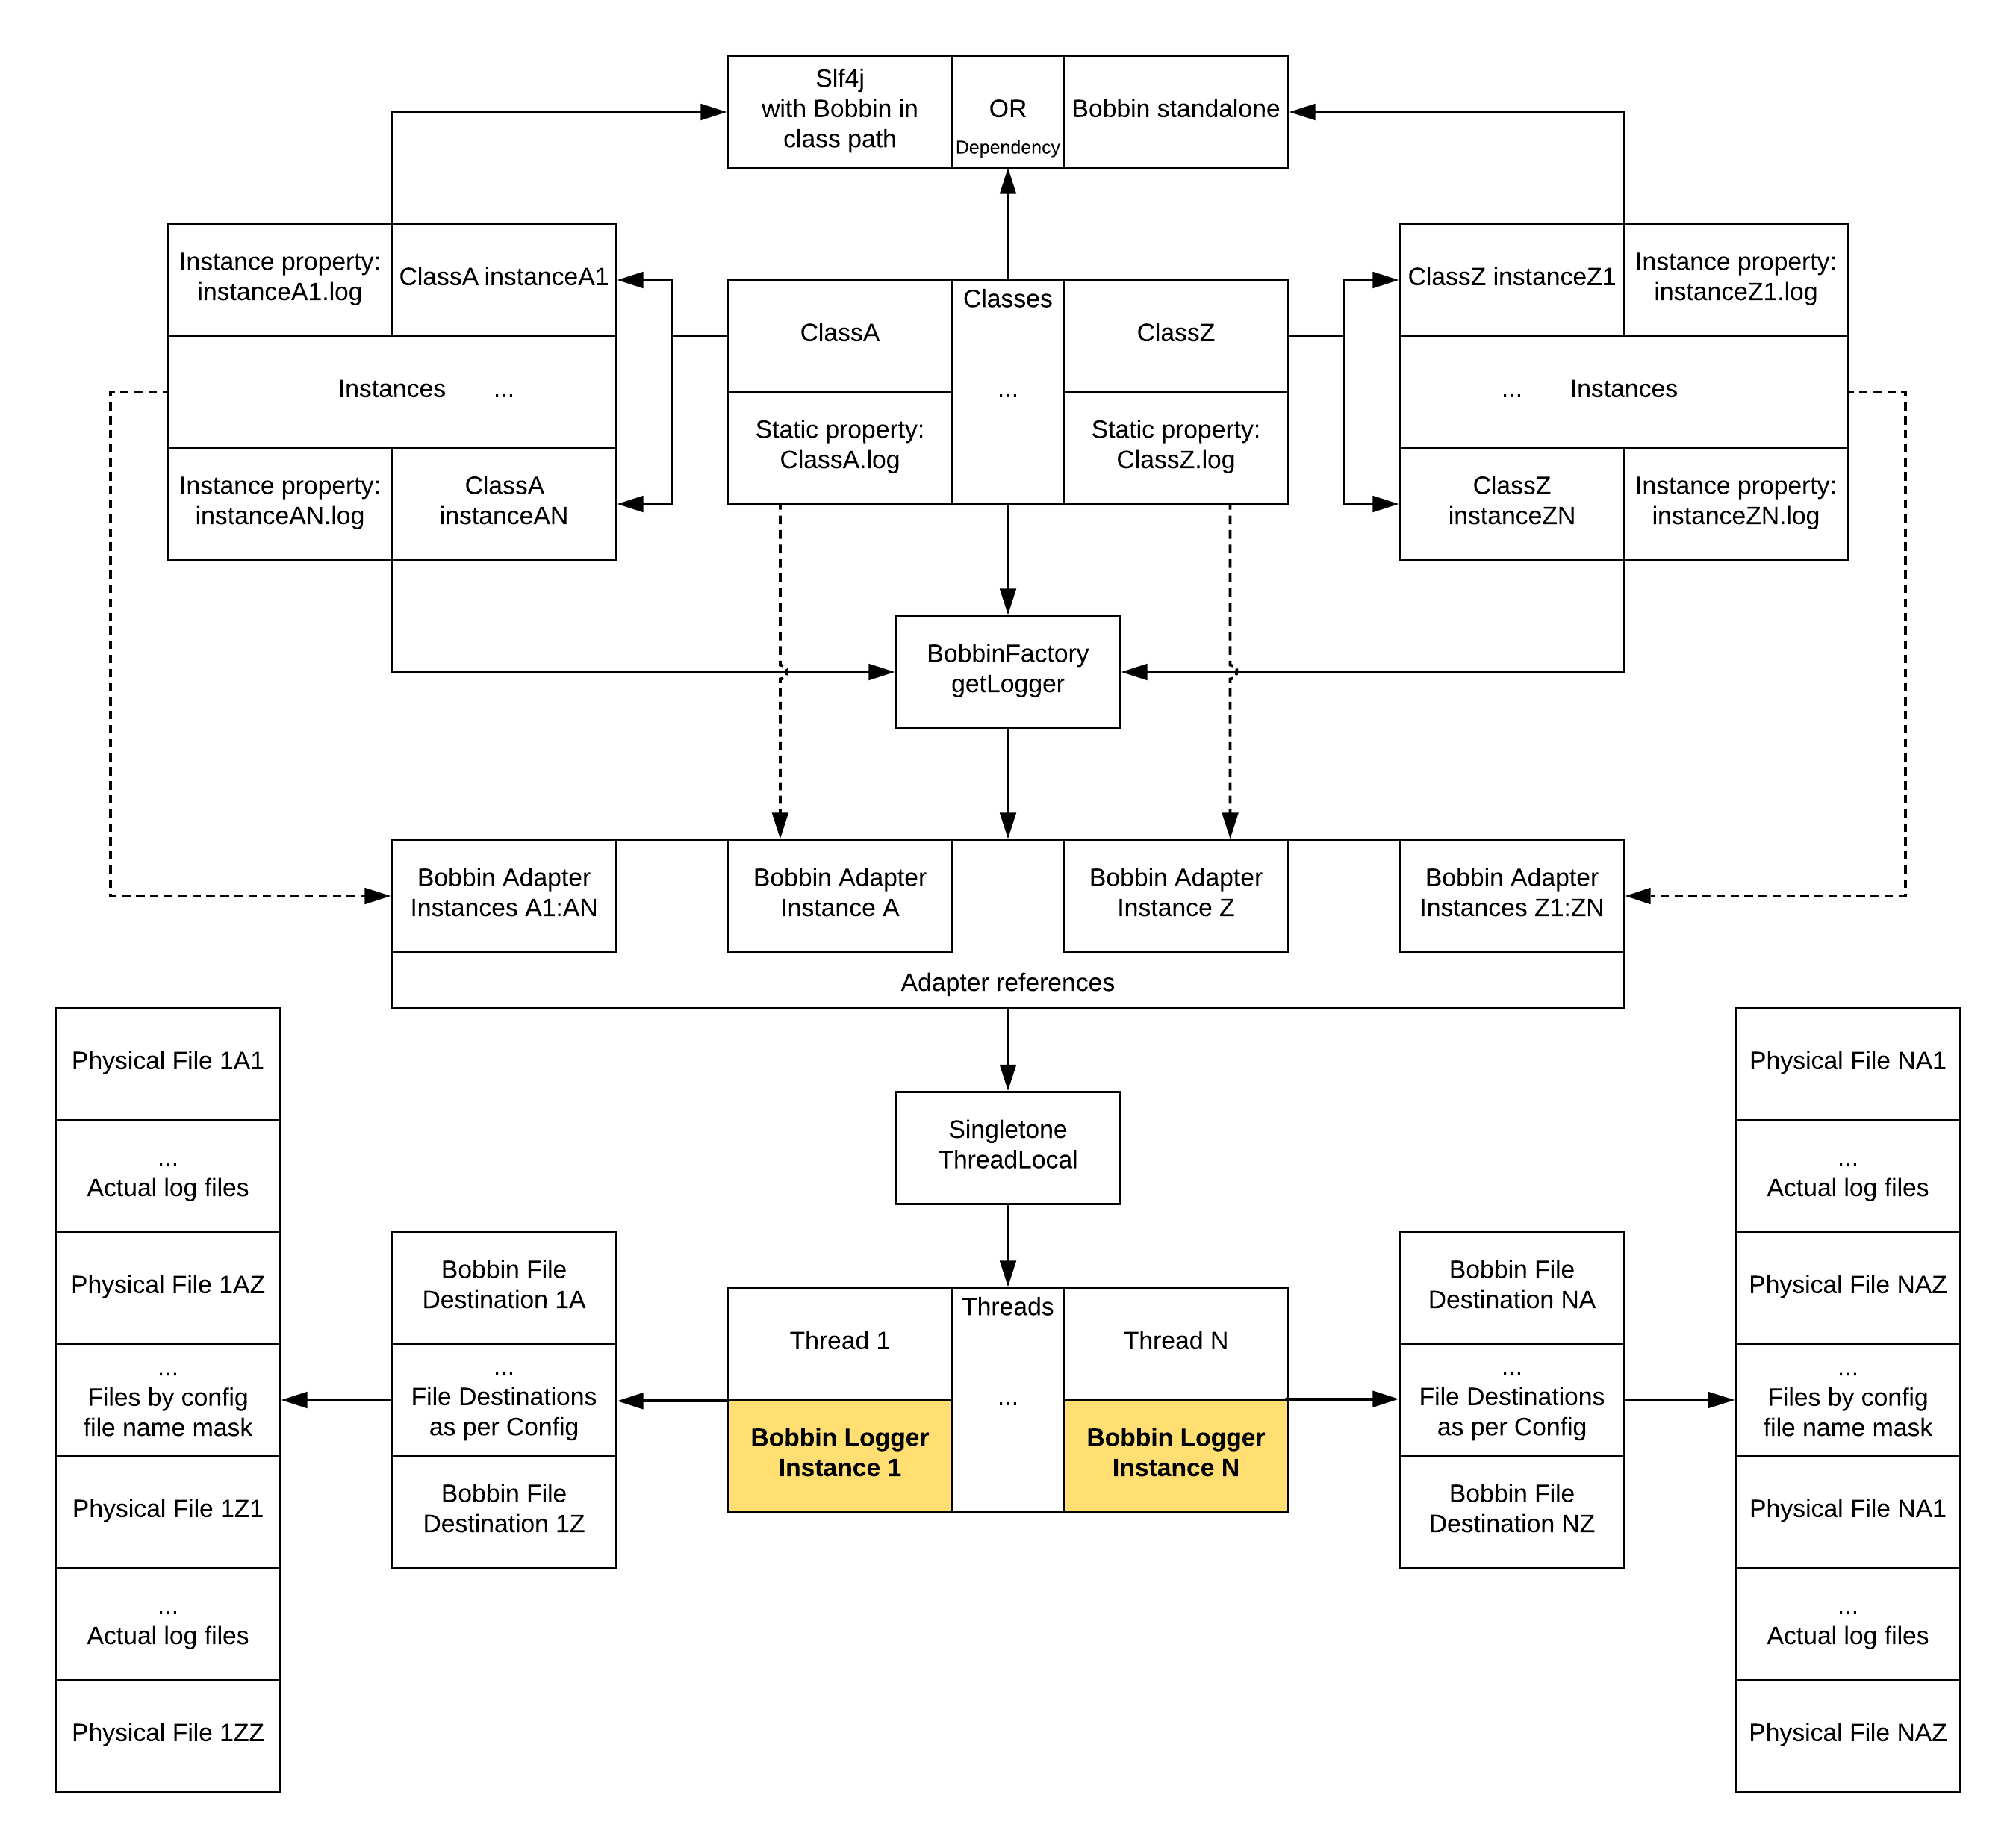 Slf4j
with Bobbin in
class path
OR
Dependency
Bobbin standalone
Instance property:
instanceA1.log
ClassA instanceA1
Instances ...
Instance property:
instanceAN.log
ClassA
instanceAN
Classes
ClassA
...
ClassZ
Static property:
ClassA.log
Static property:
ClassZ.log
ClassZ instanceZ1
Instance property:
instanceZ1.log
... Instances
ClassZ
instanceZN
Instance property:
instanceZN.log
BobbinFactory
getLogger
Bobbin Adapter
Instances A1:AN
Bobbin Adapter
Instance A
Bobbin Adapter
Instance Z
Bobbin Adapter
Instances Z1:ZN
Adapter references
Singletone
ThreadLocal
Physical File 1A1
...
Actual log files
Physical File 1AZ
...
Files by config
file name mask
Physical File 1Z1
...
Actual log files
Physical File 1ZZ
Bobbin File
Destination 1A
...
File Destinations
as per Config
Bobbin File
Destination 1Z
Threads
Thread 1
...
Thread N
Bobbin Logger
Instance 1
Bobbin Logger
Instance N
Bobbin File
Destination NA
...
File Destinations
as per Config
Bobbin File
Destination NZ
Physical File NA1
...
Actual log files
Physical File NAZ
...
Files by config
file name mask
Physical File NA1
...
Actual log files
Physical File NAZ